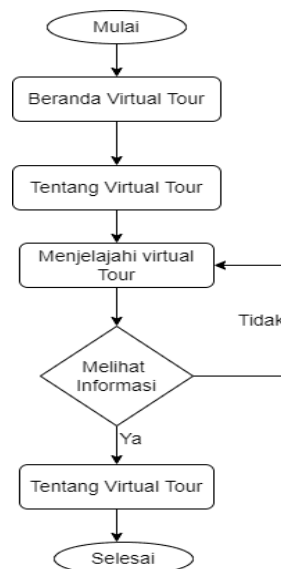 Mulai
Beranda Virtual Tour
Tentang Virtual Tour
Menjelajahi virtual
Tour
Tidak
Melihat
Informasi
Ya
Tentang Virtual Tour
Selesai